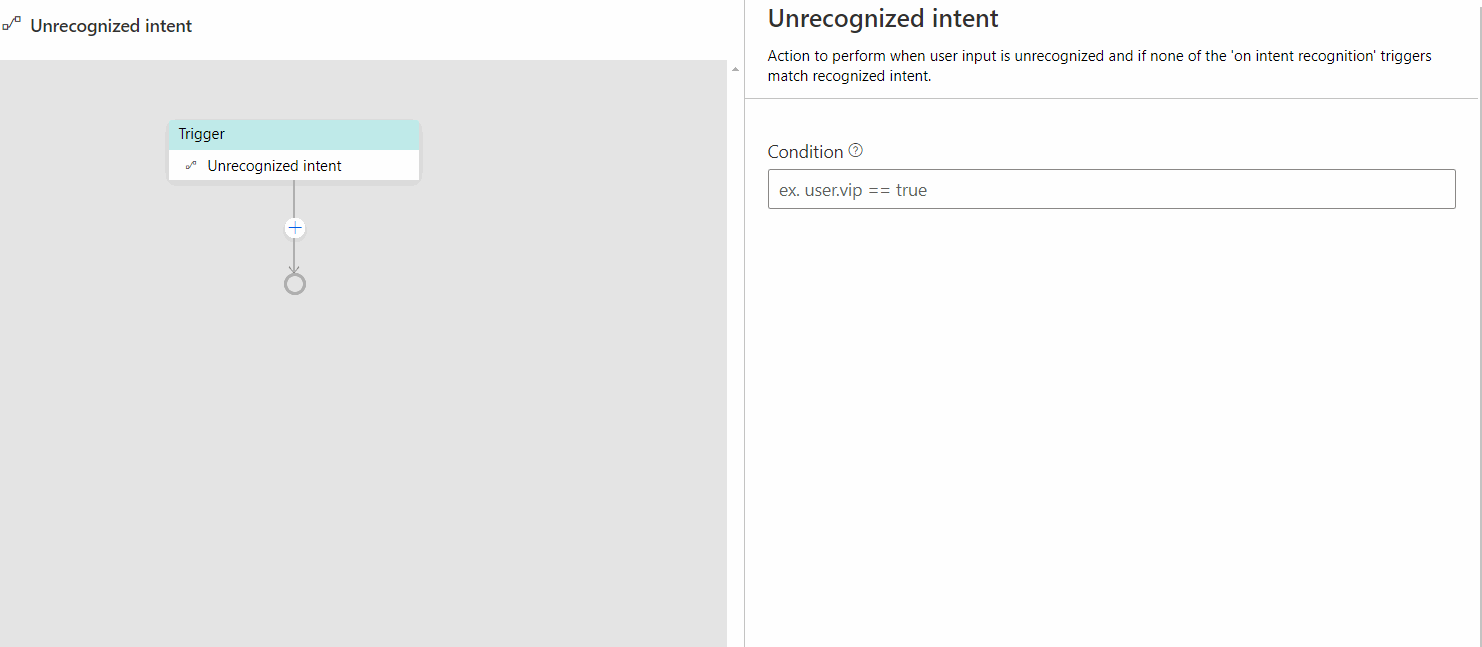 Unrecognized intent
Trigger
Unrecognized intent
Unrecognized intent
Action to perform when user input is unrecognized and if none of the 'on intent recognition' triggers
match recognized intent.
Condition
ex. user.vip == true